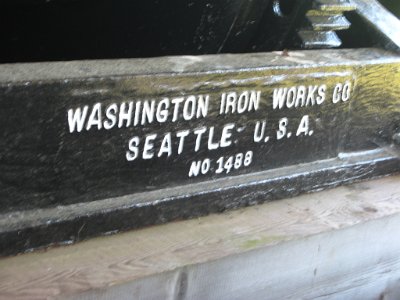 WASHINGTON IRON WORKS CO
SEATTLE. U. S. A.
NO 1488